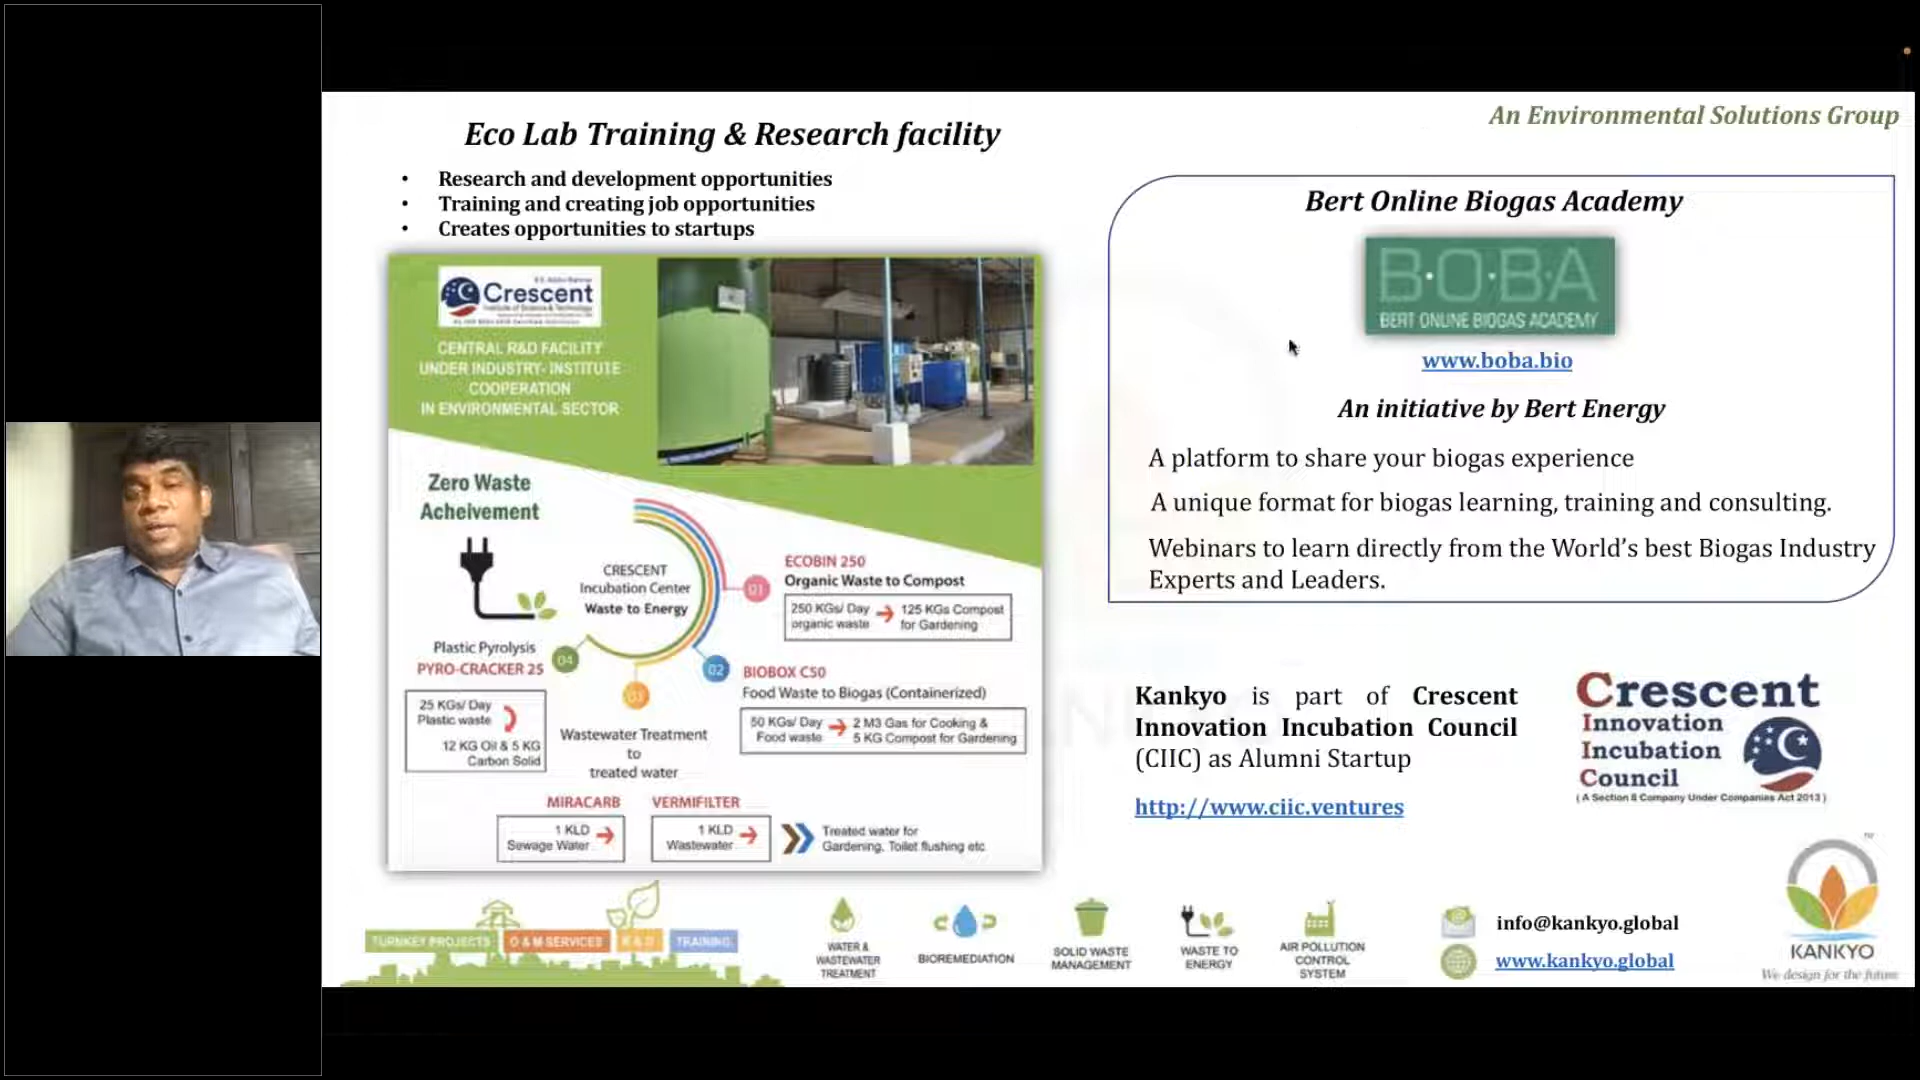 An Environmental Solutions Group
Eco Lab Training & Research facility
• Research and development opportunities
• Training and creating job opportunities
• Creates opportunities to startups
Crescent
CENTRAL R&D FACILITY
UNDER INDUSTRY- INSTITUTE
COOPERATION
IN ENVIRONMENTAL SECTOR
Zero Waste
Acheivement
CRESCENT
Incubation Center
Waste to Energy
01
ECOBIN 250
Organic Waste to Compost
250 KGs/ Day
organic waste
125 KGs Compost
for Gardening
02
BIOBOX C50
Food Waste to Biogas (Containerized)
50 KGs/ Day
Food waste
2 M3 Gas for Cooking &
5 KG Compost for Gardening
03
Wastewater Treatment
to
treated water
04
Plastic Pyrolysis
PYRO-CRACKER 25
25 KGs/ Day
Plastic waste
12 KG Oil & 5 KG
Carbon Solid
MIRACARB
1 KLD
Sewage Water
VERMIFILTER
1 KLD
Wastewater
Treated water for
Gardening, Toilet flushing etc
Bert Online Biogas Academy
B·O·B·A
BERT ONLINE BIOGAS ACADEMY
www.boba.bio
An initiative by Bert Energy
A platform to share your biogas experience
A unique format for biogas learning, training and consulting.
Webinars to learn directly from the World's best Biogas Industry
Experts and Leaders.
Kankyo is part of Crescent
Innovation Incubation Council
(CIIC) as Alumni Startup
http://www.ciic.ventures
Crescent
Innovation
Incubation
Council
( A Section 8 Company Under Companies Act 2013 )
TURNKEY PROJECTS
O & M SERVICES
R & D
TRAINING
WATER &
WASTEWATER
TREATMENT
BIOREMEDIATION
SOLID WASTE
MANAGEMENT
WASTE TO
ENERGY
AIR POLLUTION
CONTROL
SYSTEM
info@kankyo.global
www.kankyo.global
TM
KANKYO
We design for the future